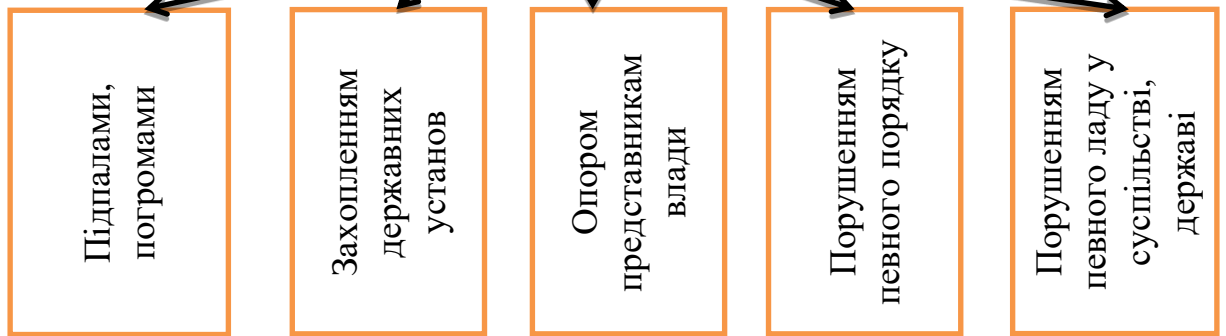 Підпалами,
погромами
Захопленням
державних
установ
Опором
представникам
влади
Порушенням
певного порядку
Порушенням
певного ладу у
суспільстві,
державі